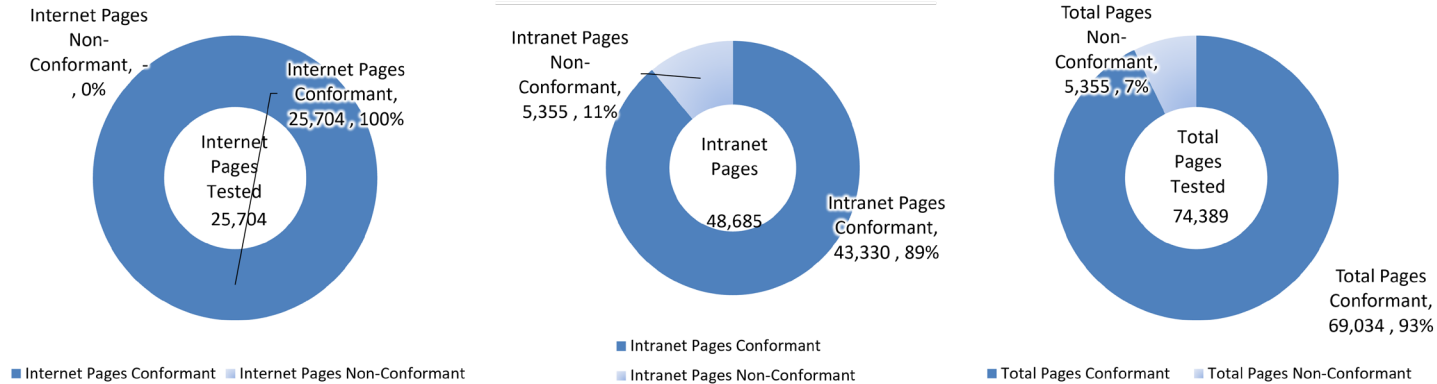 Internet Pages
Non-
Conformant, -
, 0%
Internet Pages
Conformant,
25,704 , 100%
Internet
Pages
Tested
25,704
Internet Pages Conformant
Internet Pages Non-Conformant
Intranet Pages
Non-
Conformant,
5,355 , 11%
Intranet
Pages
48,685
Intranet Pages
Conformant,
43,330 , 89%
Intranet Pages Conformant
Intranet Pages Non-Conformant
Total Pages
Non-
Conformant,
5,355 , 7%
Total
Pages
Tested
74,389
Total Pages
Conformant,
69,034 , 93%
Total Pages Conformant
Total Pages Non-Conformant